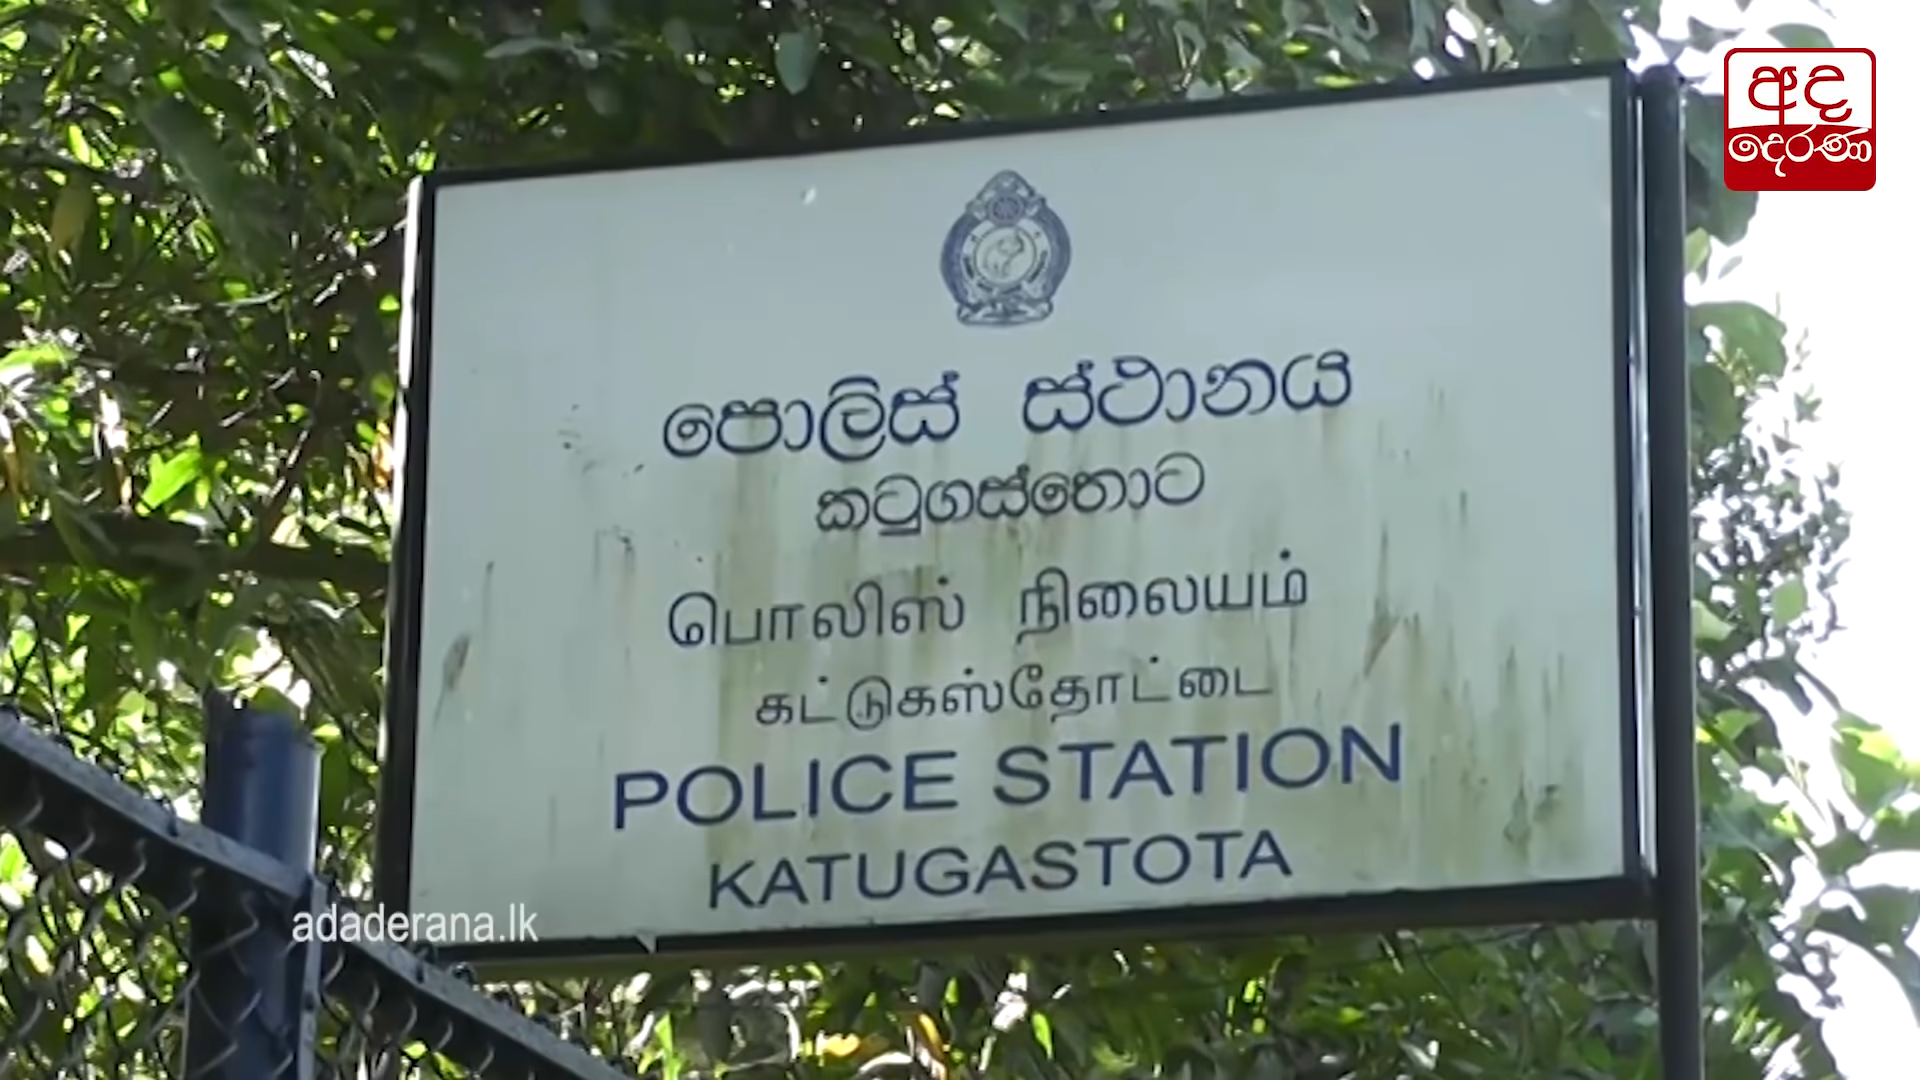 අද
දෙරණ
පොලිස් ස්ථානය
කටුගස්තොට
பொலிஸ் நிலையம்
கட்டுகஸ்தோட்டை
POLICE STATION
KATUGASTOTA
adaderana.lk